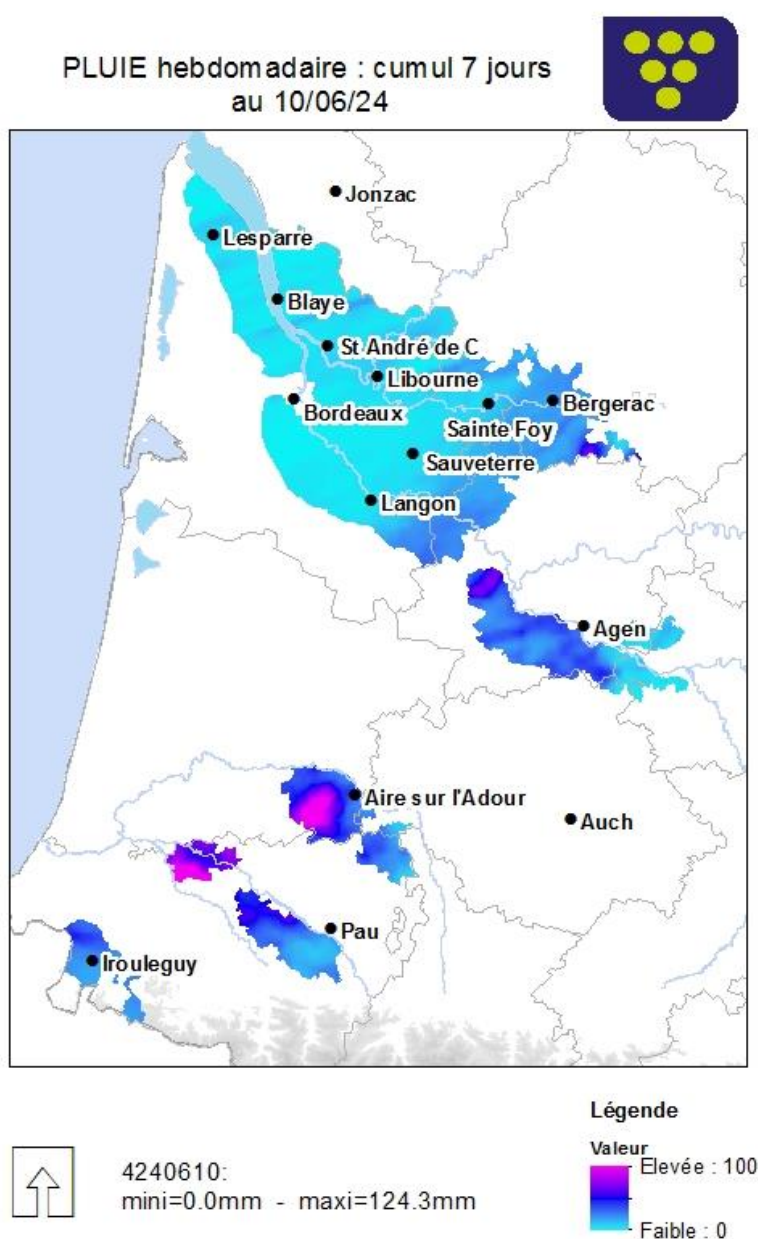 PLUIE hebdomadaire : cumul 7 jours
au 10/06/24
Jonzac
Lesparre
Blaye
St André de C
Libourne
Bordeaux
Bergerac
Sainte Foy
Sauveterre
Langon
Agen
Aire sur l'Adour
Auch
Pau
Irouleguy
Légende
Valeur
Elevée : 100
Faible : 0
4240610:
mini=0.0mm - maxi=124.3mm